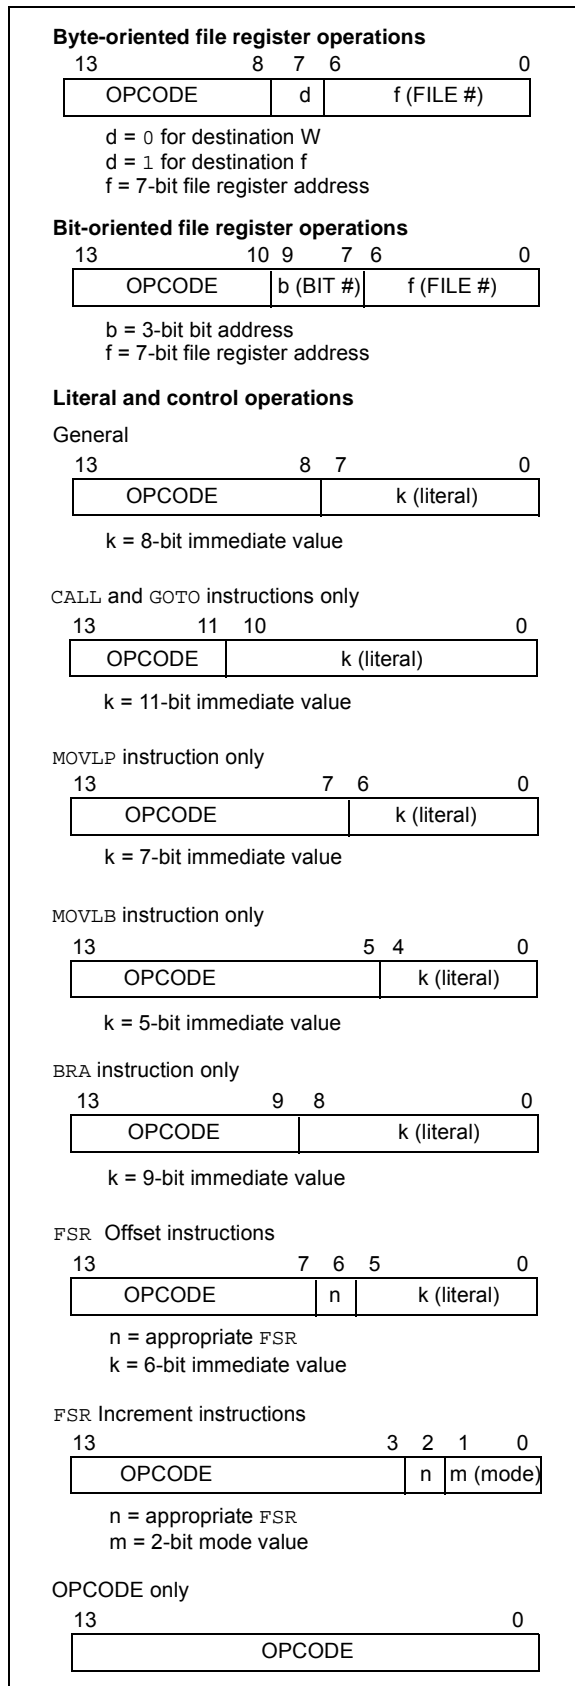 Byte-oriented file register operations
13 8 7 6 0
OPCODE d f (FILE #)
d = 0 for destination W
d = 1 for destination f
f = 7-bit file register address
Bit-oriented file register operations
13 10 9 7 6 0
OPCODE b (BIT #) f (FILE #)
b = 3-bit bit address
f = 7-bit file register address
Literal and control operations
General
13 8 7 0
OPCODE k (literal)
k = 8-bit immediate value
CALL and GOTO instructions only
13 11 10 0
OPCODE k (literal)
k = 11-bit immediate value
MOVLP instruction only
13 7 6 0
OPCODE k (literal)
k = 7-bit immediate value
MOVLB instruction only
13 5 4 0
OPCODE k (literal)
k = 5-bit immediate value
BRA instruction only
13 9 8 0
OPCODE k (literal)
k = 9-bit immediate value
FSR Offset instructions
13 7 6 5 0
OPCODE n k (literal)
n = appropriate FSR
k = 6-bit immediate value
FSR Increment instructions
13 3 2 1 0
OPCODE n m (mode)
n = appropriate FSR
m = 2-bit mode value
OPCODE only
13 0
OPCODE